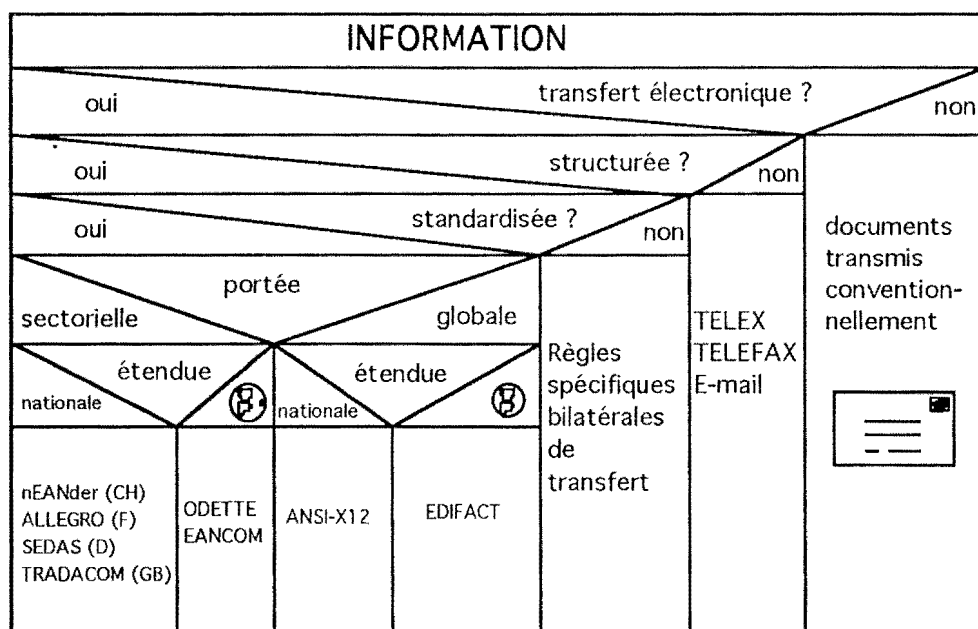 INFORMATION
oui transfert électronique ? non
oui structurée ? non
oui standardisée ? non
portée
sectorielle globale
étendue étendue
nationale nationale
documents
transmis
convention-
nellement
TELEX
TELEFAX
E-mail
Règles
spécifiques
bilatérales
de
transfert
nEANder (CH)
ALLEGRO (F)
SEDAS (D)
TRADACOM (GB)
ODETTE
EANCOM
ANSI-X12
EDIFACT